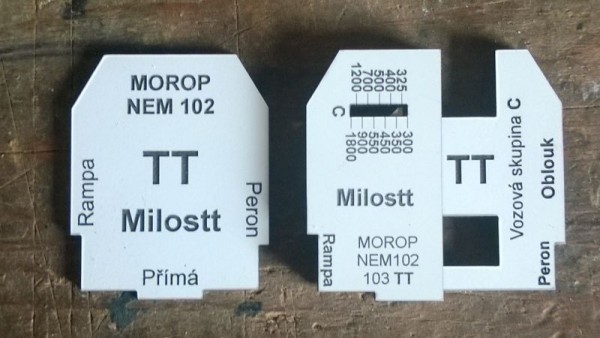 MOROP
NEM 102
TT
Milostt
Rampa
Peron
Přímá
325
400
500
700
1200
C
300
350
450
550
900
1800
Milostt
Rampa
MOROP
NEM102
103 TT
TT
Vozová skupina C
Peron
Oblouk